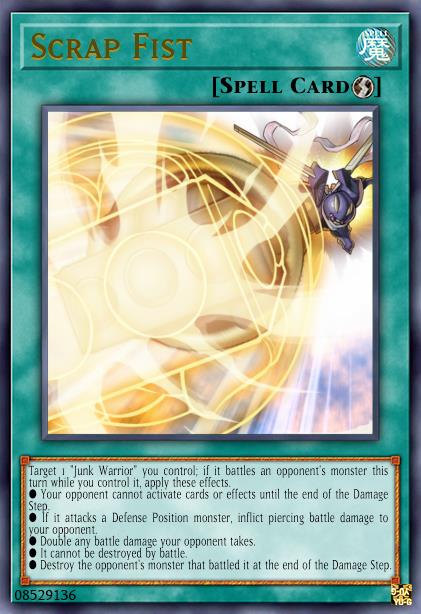 Scrap Fist
SPELL
魔
[Spell Card]
Target 1 "Junk Warrior" you control; if it battles an opponent's monster this
turn while you control it, apply these effects.
● Your opponent cannot activate cards or effects until the end of the Damage
Step.
● If it attacks a Defense Position monster, inflict piercing battle damage to
your opponent.
● Double any battle damage your opponent takes.
● It cannot be destroyed by battle.
● Destroy the opponent's monster that battled it at the end of the Damage Step.
08529136